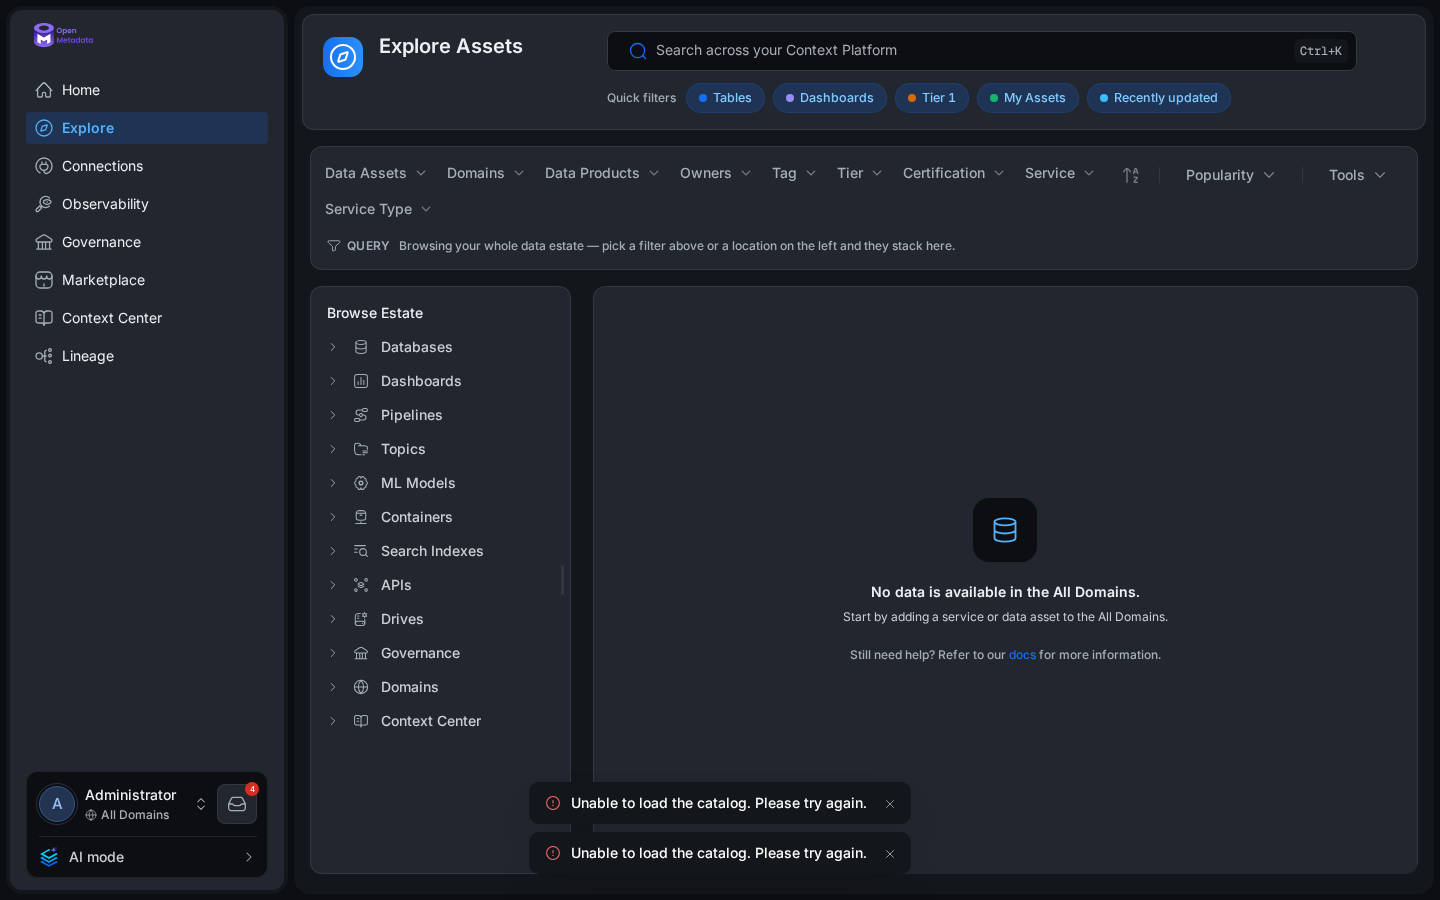 Open
Metadata
Home
Explore
Connections
Observability
Governance
Marketplace
Context Center
Lineage
A
Administrator
All Domains
4
AI mode
Explore Assets
Search across your Context Platform
Ctrl+K
Quick filters
Tables
Dashboards
Tier 1
My Assets
Recently updated
Data Assets
Domains
Data Products
Owners
Tag
Tier
Certification
Service
A
Z
Popularity
Tools
Service Type
QUERY Browsing your whole data estate — pick a filter above or a location on the left and they stack here.
Browse Estate
Databases
Dashboards
Pipelines
Topics
ML Models
Containers
Search Indexes
APIs
Drives
Governance
Domains
Context Center
No data is available in the All Domains.
Start by adding a service or data asset to the All Domains.
Still need help? Refer to our docs for more information.
Unable to load the catalog. Please try again.
Unable to load the catalog. Please try again.